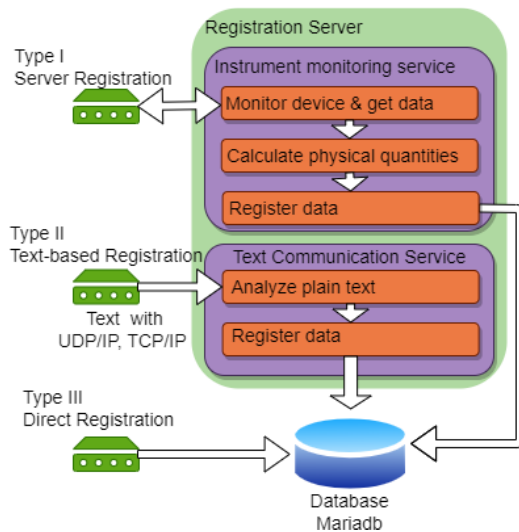 Registration Server
Type I
Server Registration
Instrument monitoring service
Monitor device & get data
Calculate physical quantities
Register data
Type II
Text-based Registration
Text with
UDP/IP, TCP/IP
Text Communication Service
Analyze plain text
Register data
Type III
Direct Registration
Database
Mariadb